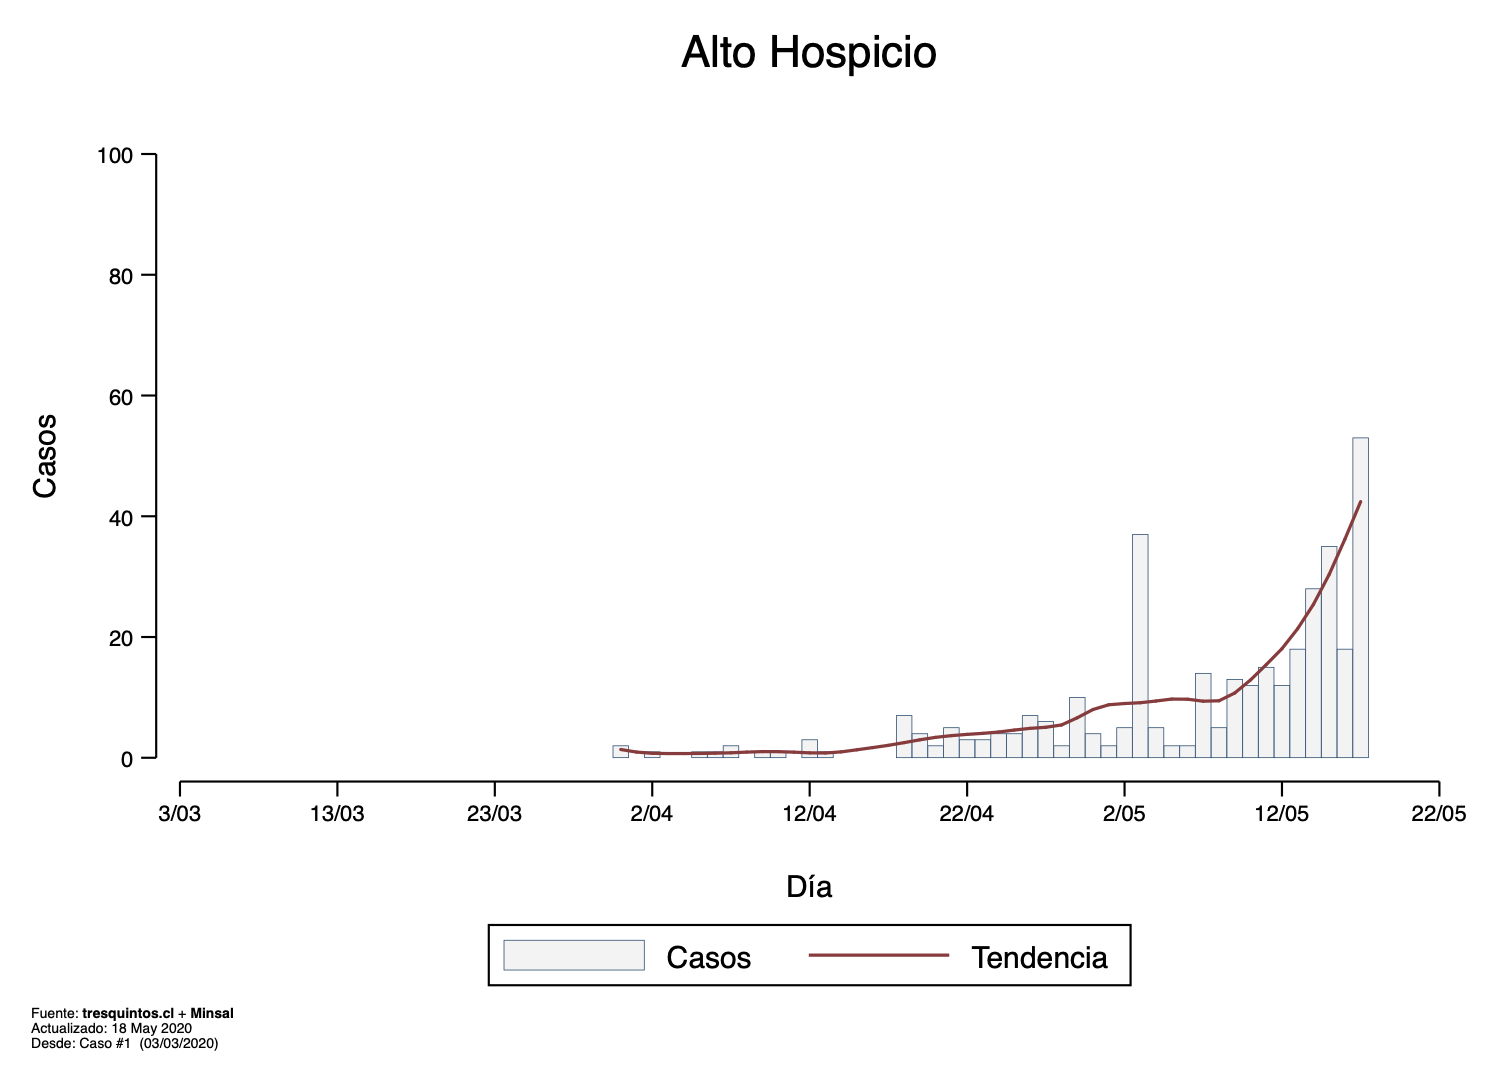 Alto Hospicio
100
80
60
40
20
0
Casos
3/03 13/03 23/03 2/04 12/04 22/04 2/05 12/05 22/05
Día
Casos Tendencia
Fuente: tresquintos.cl + Minsal
Actualizado: 18 May 2020
Desde: Caso #1 (03/03/2020)